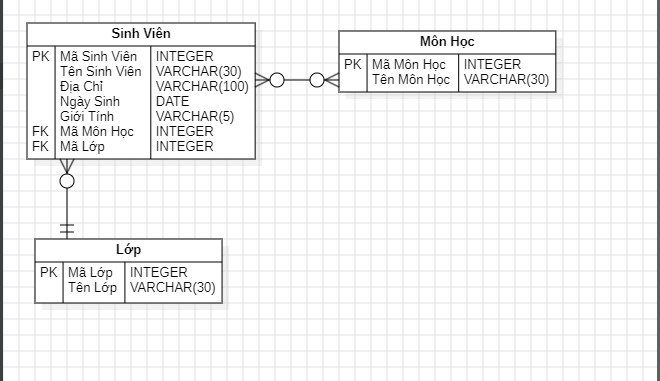 Sinh Viên
PK Mã Sinh Viên INTEGER
Tên Sinh Viên VARCHAR(30)
Địa Chỉ VARCHAR(100)
Ngày Sinh DATE
Giới Tính VARCHAR(5)
FK Mã Môn Học INTEGER
FK Mã Lớp INTEGER
Môn Học
PK Mã Môn Học INTEGER
Tên Môn Học VARCHAR(30)
Lớp
PK Mã Lớp INTEGER
Tên Lớp VARCHAR(30)